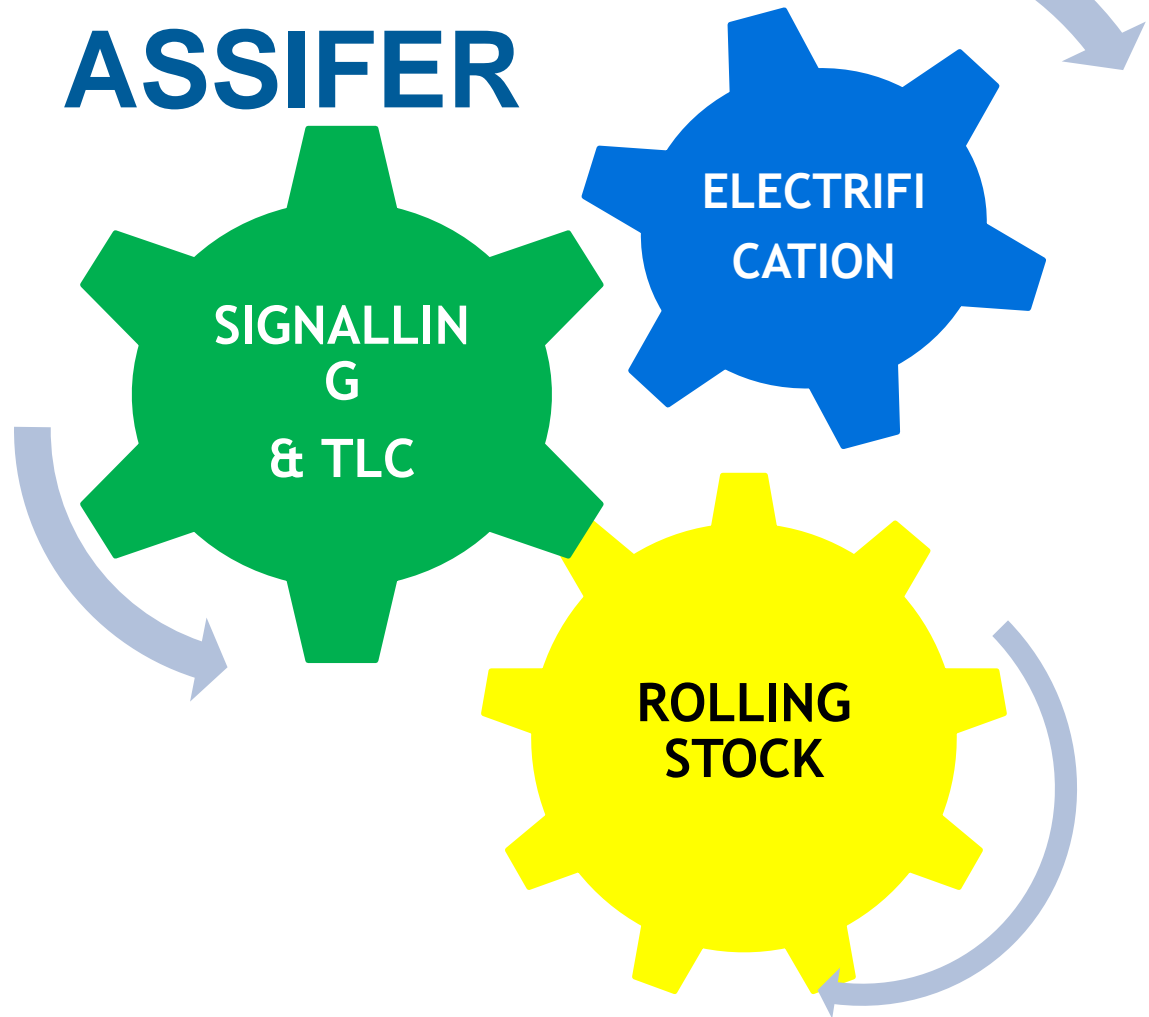 ASSIFER
ELECTRIFI
CATION
SIGNALLIN
G
& TLC
ROLLING
STOCK